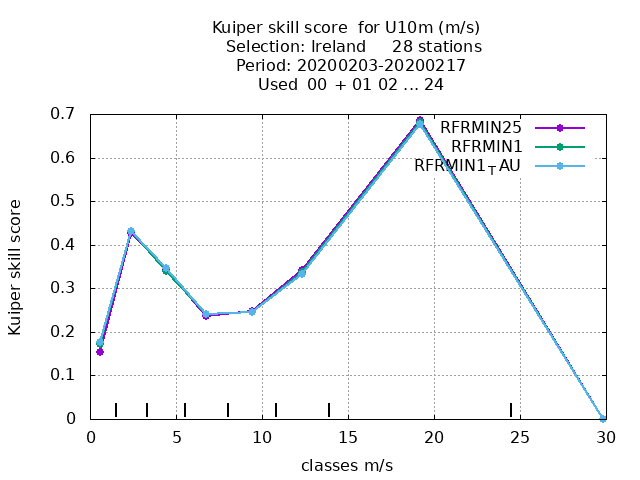 Kuiper skill score for U10m (m/s)
Selection: Ireland 28 stations
Period: 20200203-20200217
Used 00 + 01 02 ... 24
RFRMIN25
RFRMIN1
RFRMIN1TAU
Kuiper skill score
0.7
0.6
0.5
0.4
0.3
0.2
0.1
0
0 5 10 15 20 25 30
classes m/s